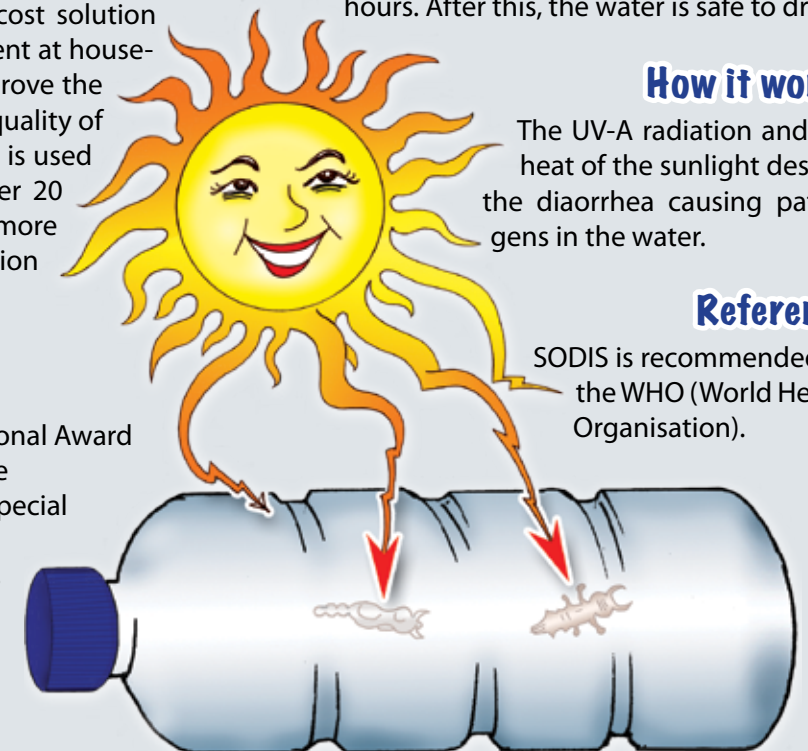 cost solution
ent at house-
rove the
quality of
is used
er 20
more
ion
onal Award
e
pecial
hours. After this, the water is safe to dr
How it wo
The UV-A radiation and
heat of the sunlight des
the diaorrhea causing pat
gens in the water.
Referen
SODIS is recommended
the WHO (World He
Organisation).